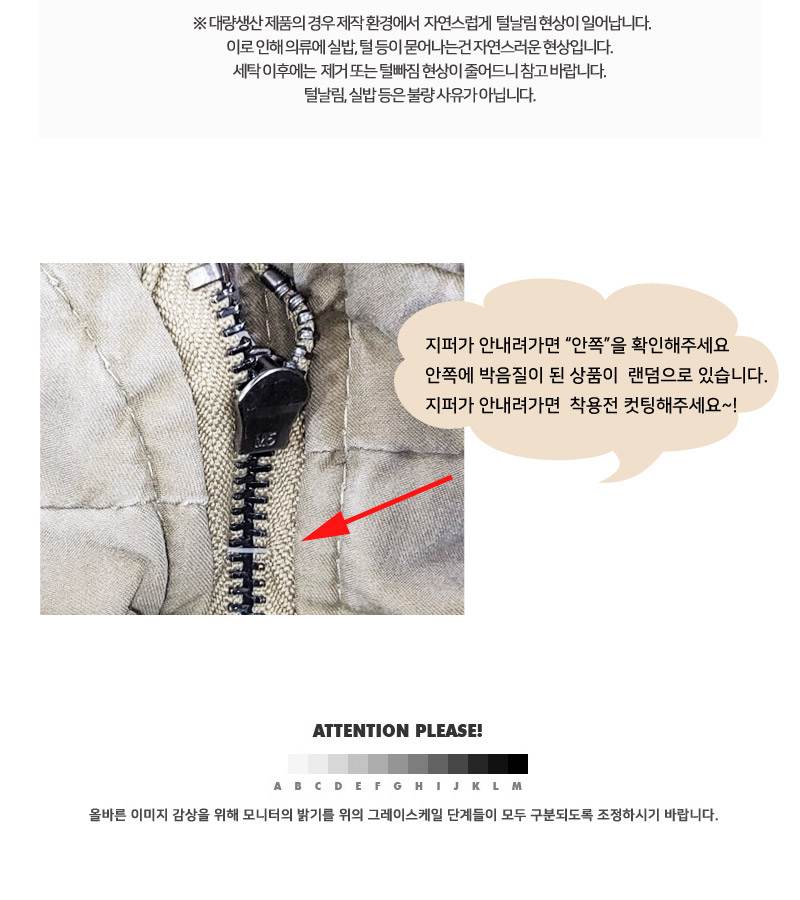 ※ 대량생산 제품의 경우 제작 환경에서 자연스럽게 털날림 현상이 일어납니다.
이로 인해 의류에 실밥, 털 등이 묻어나는건 자연스러운 현상입니다.
세탁 이후에는 제거 또는 털빠짐 현상이 줄어드니 참고 바랍니다.
털날림, 실밥 등은 불량 사유가 아닙니다.
지퍼가 안내려가면 “안쪽”을 확인해주세요
안쪽에 박음질이 된 상품이 랜덤으로 있습니다.
지퍼가 안내려가면 착용전 컷팅해주세요~!
ATTENTION PLEASE!
A B C D E F G H I J K L M
올바른 이미지 감상을 위해 모니터의 밝기를 위의 그레이스케일 단계들이 모두 구분되도록 조정하시기 바랍니다.